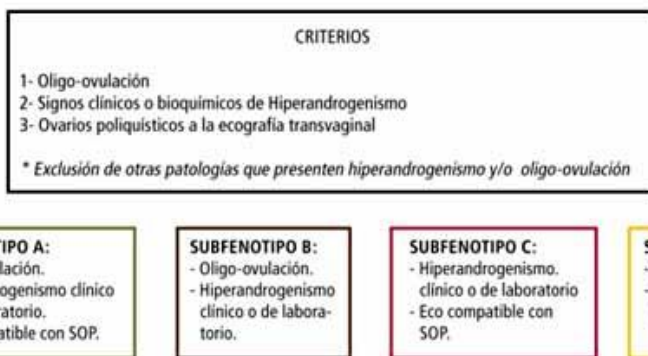 CRITERIOS
1- Oligo-ovulación
2- Signos clínicos o bioquímicos de Hiperandrogenismo
3- Ovarios poliquísticos a la ecografía transvaginal
* Exclusión de otras patologías que presenten hiperandrogenismo y/o oligo-ovulación
TIPO A:
lación.
ogenismo clínico
ratorio.
atible con SOP.
SUBFENOTIPO B:
- Oligo-ovulación.
- Hiperandrogenismo
clínico o de labora-
torio.
SUBFENOTIPO C:
- Hiperandrogenismo.
clínico o de laboratorio
- Eco compatible con
SOP.